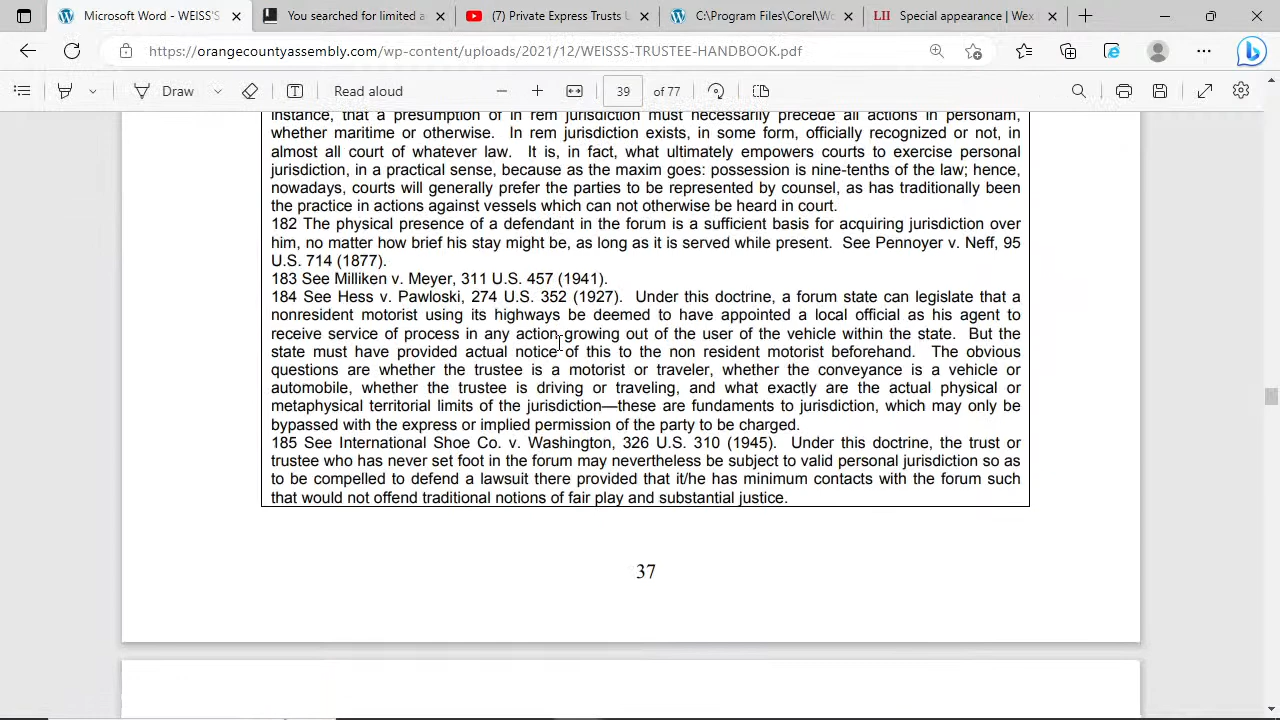 Microsoft Word - WEISS'S
You searched for limited a
(7) Private Express Trusts L
C:\Program Files\Corel\Wo
LII Special appearance | Wex
https://orangecountyassembly.com/wp-content/uploads/2021/12/WEISSS-TRUSTEE-HANDBOOK.pdf
Draw
Read aloud
39
of 77
instance, that a presumption of in rem jurisdiction must necessarily precede all actions in personam,
whether maritime or otherwise. In rem jurisdiction exists, in some form, officially recognized or not, in
almost all court of whatever law. It is, in fact, what ultimately empowers courts to exercise personal
jurisdiction, in a practical sense, because as the maxim goes: possession is nine-tenths of the law; hence,
nowadays, courts will generally prefer the parties to be represented by counsel, as has traditionally been
the practice in actions against vessels which can not otherwise be heard in court.
182 The physical presence of a defendant in the forum is a sufficient basis for acquiring jurisdiction over
him, no matter how brief his stay might be, as long as it is served while present. See Pennoyer v. Neff, 95
U.S. 714 (1877).
183 See Milliken v. Meyer, 311 U.S. 457 (1941).
184 See Hess v. Pawloski, 274 U.S. 352 (1927). Under this doctrine, a forum state can legislate that a
nonresident motorist using its highways be deemed to have appointed a local official as his agent to
receive service of process in any action growing out of the user of the vehicle within the state. But the
state must have provided actual notice of this to the non resident motorist beforehand. The obvious
questions are whether the trustee is a motorist or traveler, whether the conveyance is a vehicle or
automobile, whether the trustee is driving or traveling, and what exactly are the actual physical or
metaphysical territorial limits of the jurisdiction—these are fundaments to jurisdiction, which may only be
bypassed with the express or implied permission of the party to be charged.
185 See International Shoe Co. v. Washington, 326 U.S. 310 (1945). Under this doctrine, the trust or
trustee who has never set foot in the forum may nevertheless be subject to valid personal jurisdiction so as
to be compelled to defend a lawsuit there provided that it/he has minimum contacts with the forum such
that would not offend traditional notions of fair play and substantial justice.
37